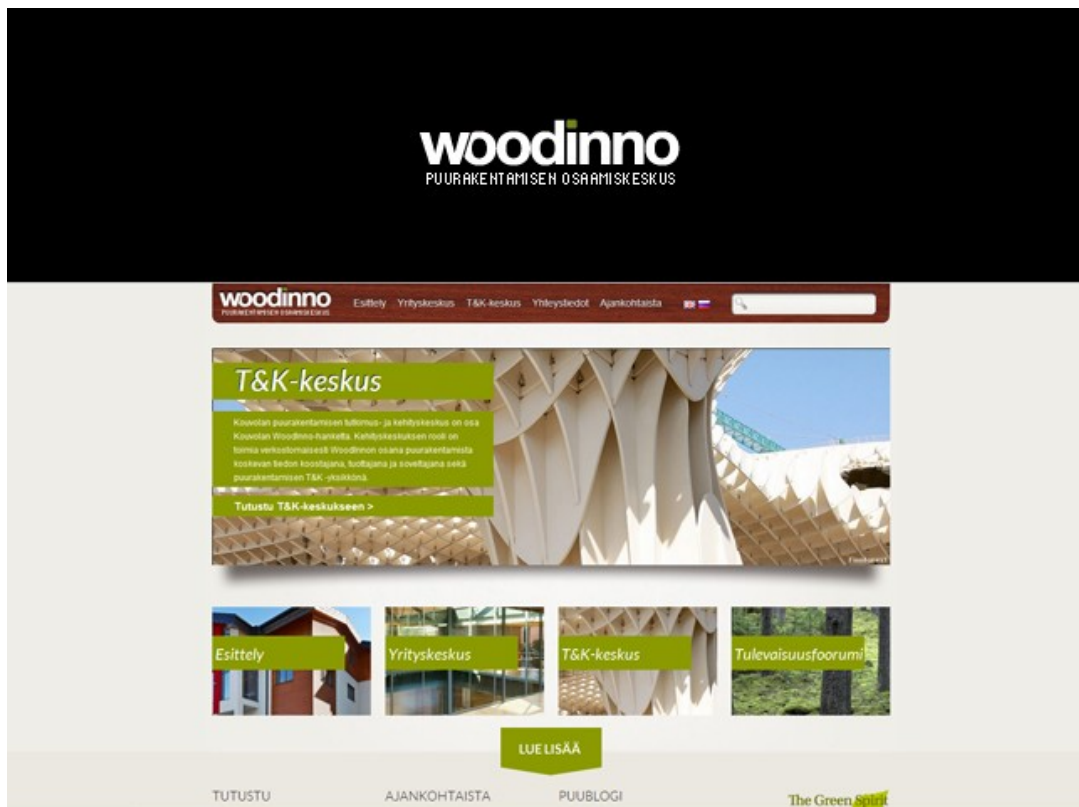 woodinno
PUURAKENTAMISEN OSAAMISKESKUS
woodinno
PUURAKENTAMISEN OSAAMISKESKUS
Esittely Yrityskeskus T&K-keskus Yhteystiedot Ajankohtaista
T&K-keskus
Kouvolan puurakentamisen tutkimus- ja kehityskeskus on osa
Kouvolan WoodInno-hanketta. Kehityskeskuksen rooli on
toimia verkostomaisesti WoodInnon osana puurakentamista
koskevan tiedon koostajana, tuottajana ja soveltajana sekä
puurakentamisen T&K -yksikkönä.
Tutustu T&K-keskukseen >
Esittely
Yrityskeskus
T&K-keskus
Tulevaisuusfoorumi
LUE LISÄÄ
TUTUSTU
AJANKOHTAISTA
PUUBLOGI
The Green Spirit